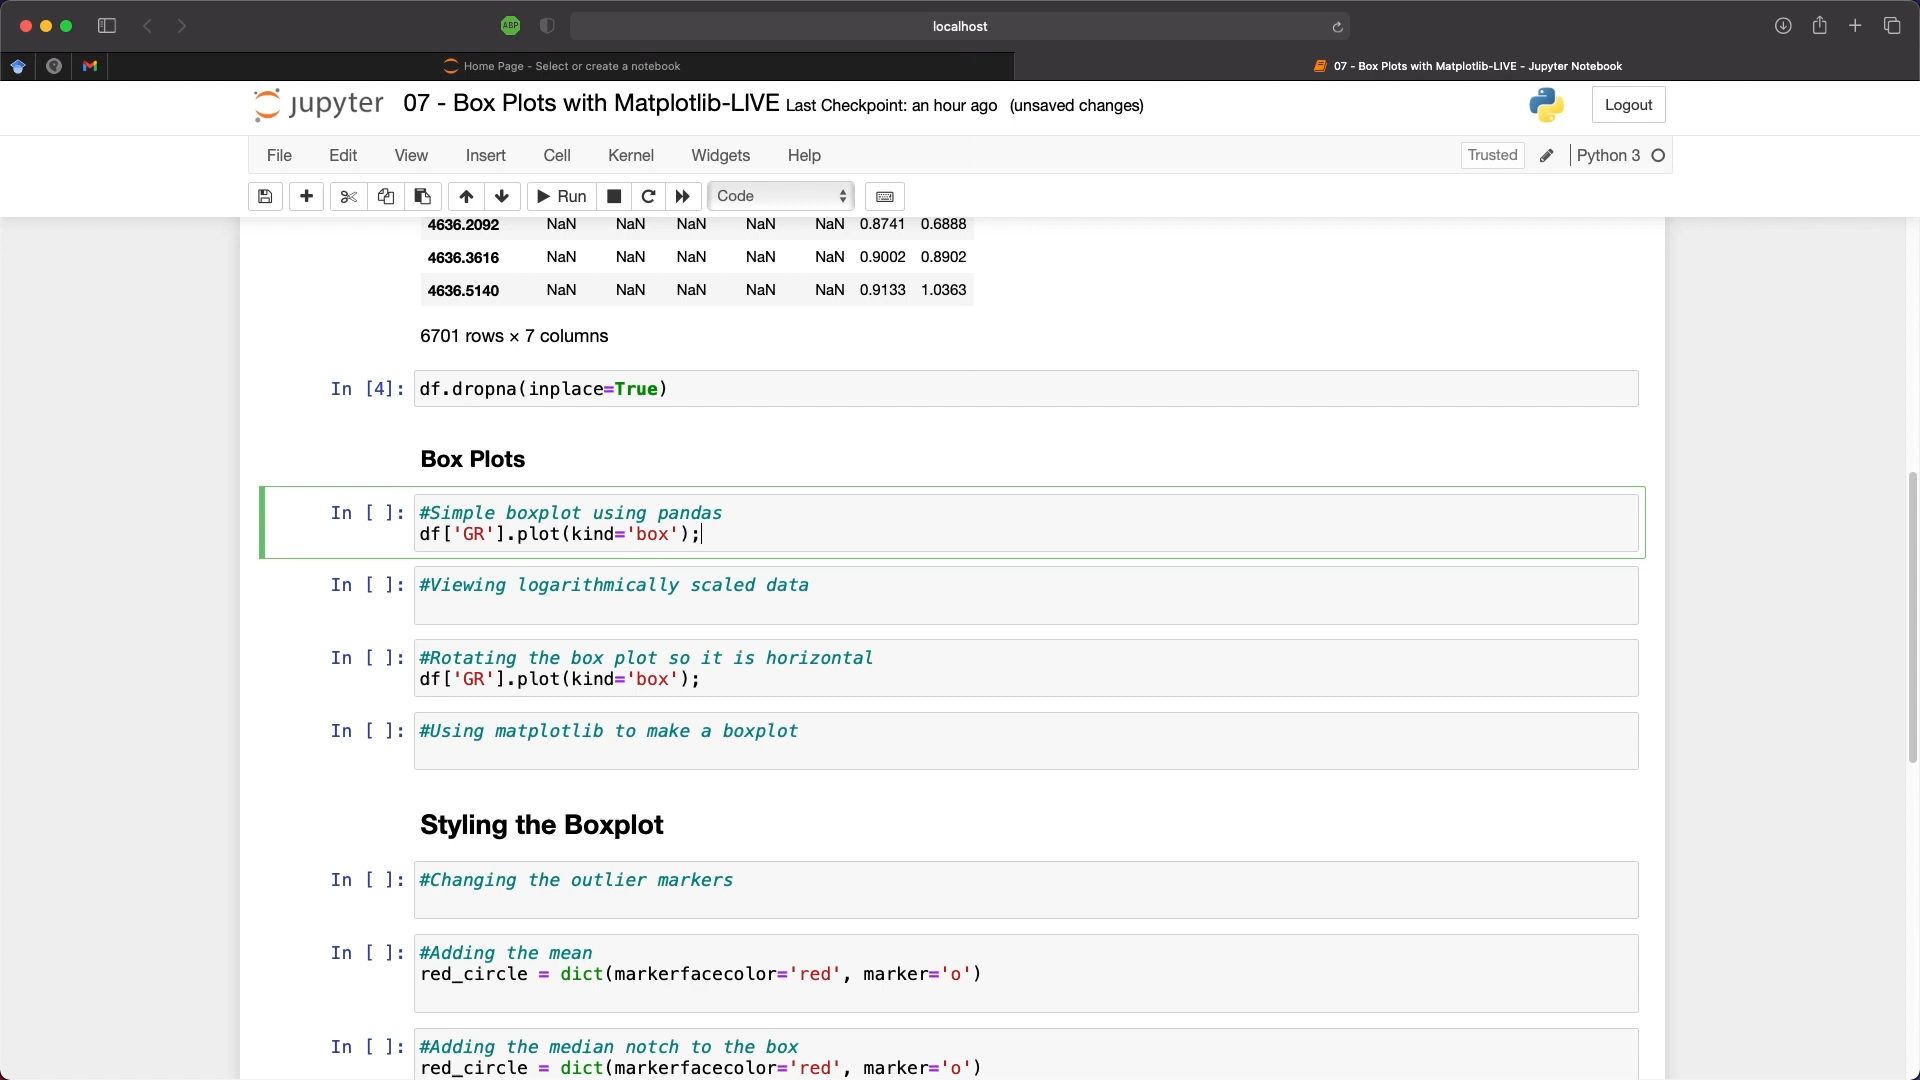 localhost
ABP
Home Page - Select or create a notebook
07 - Box Plots with Matplotlib-LIVE - Jupyter Notebook
jupyter 07 - Box Plots with Matplotlib-LIVE Last Checkpoint: an hour ago (unsaved changes)
Logout
File Edit View Insert Cell Kernel Widgets Help
Trusted Python 3
Run Code
4636.2092 NaN NaN NaN NaN NaN 0.8741 0.6888
4636.3616 NaN NaN NaN NaN NaN 0.9002 0.8902
4636.5140 NaN NaN NaN NaN NaN 0.9133 1.0363
6701 rows × 7 columns
In [4]: df.dropna(inplace=True)
Box Plots
In [ ]: #Simple boxplot using pandas
df['GR'].plot(kind='box');
In [ ]: #Viewing logarithmically scaled data
In [ ]: #Rotating the box plot so it is horizontal
df['GR'].plot(kind='box');
In [ ]: #Using matplotlib to make a boxplot
Styling the Boxplot
In [ ]: #Changing the outlier markers
In [ ]: #Adding the mean
red_circle = dict(markerfacecolor='red', marker='o')
In [ ]: #Adding the median notch to the box
red_circle = dict(markerfacecolor='red', marker='o')